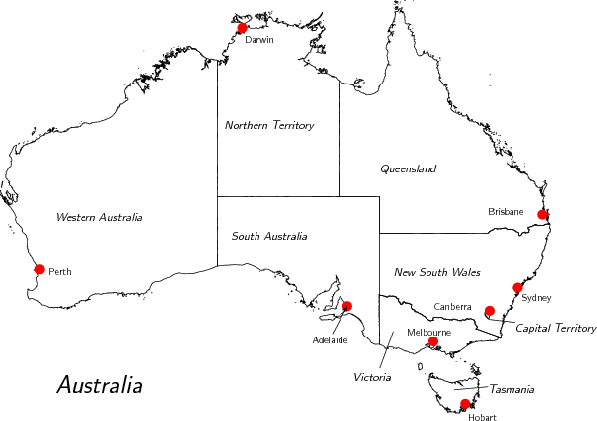 Darwin
Northern Territory
Queensland
Western Australia
Brisbane
South Australia
Perth
New South Wales
Sydney
Canberra
Capital Territory
Adelaide
Melbourne
Victoria
Australia
Tasmania
Hobart